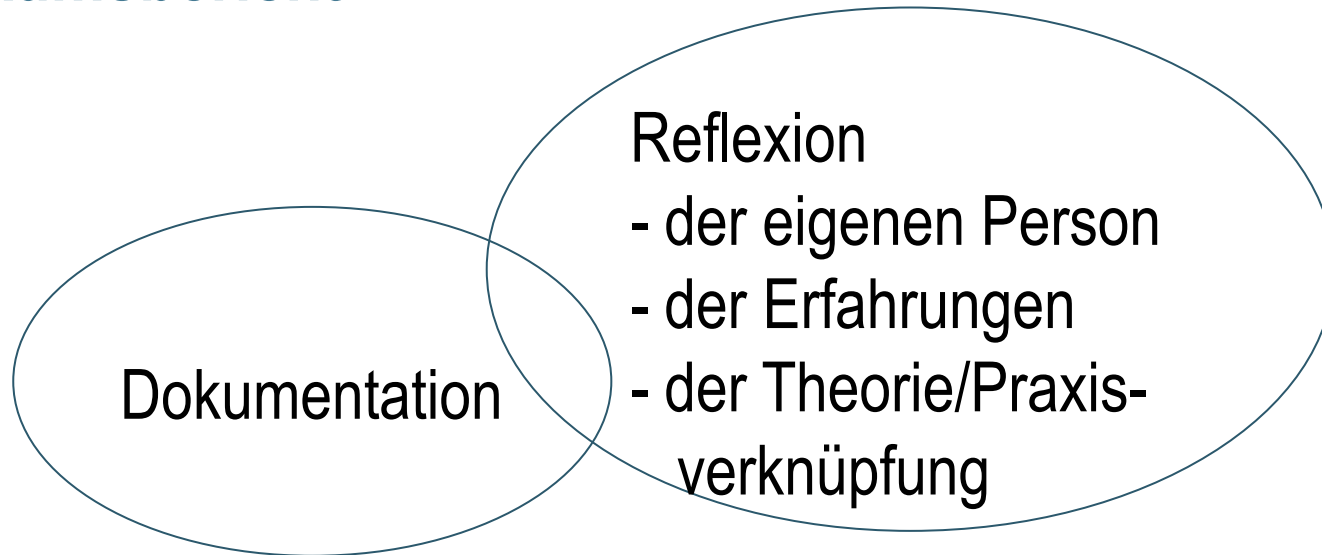 Reflexion
- der eigenen Person
- der Erfahrungen
- der Theorie/Praxis-
verknüpfung
Dokumentation